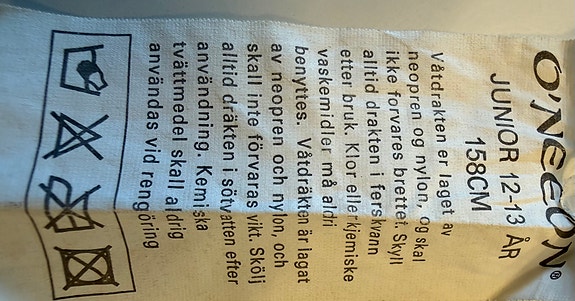 O'NEEON®
JUNIOR 12-13 ÅR
158CM
Våtdrakten er laget av
neopren og nylon, og skal
ikke forvares brettet. Skyll
alltid drakten i ferskvann
etter bruk. Klor eller kjemiske
vaskemidler må aldri
benyttes. Våtdräkten är lagat
av neopren och nylon, och
skall inte förvaras vikt. Skölj
alltid dräkten i sötvatten efter
användning. Kemiska
tvättmedel skall aldrig
användas vid rengöring